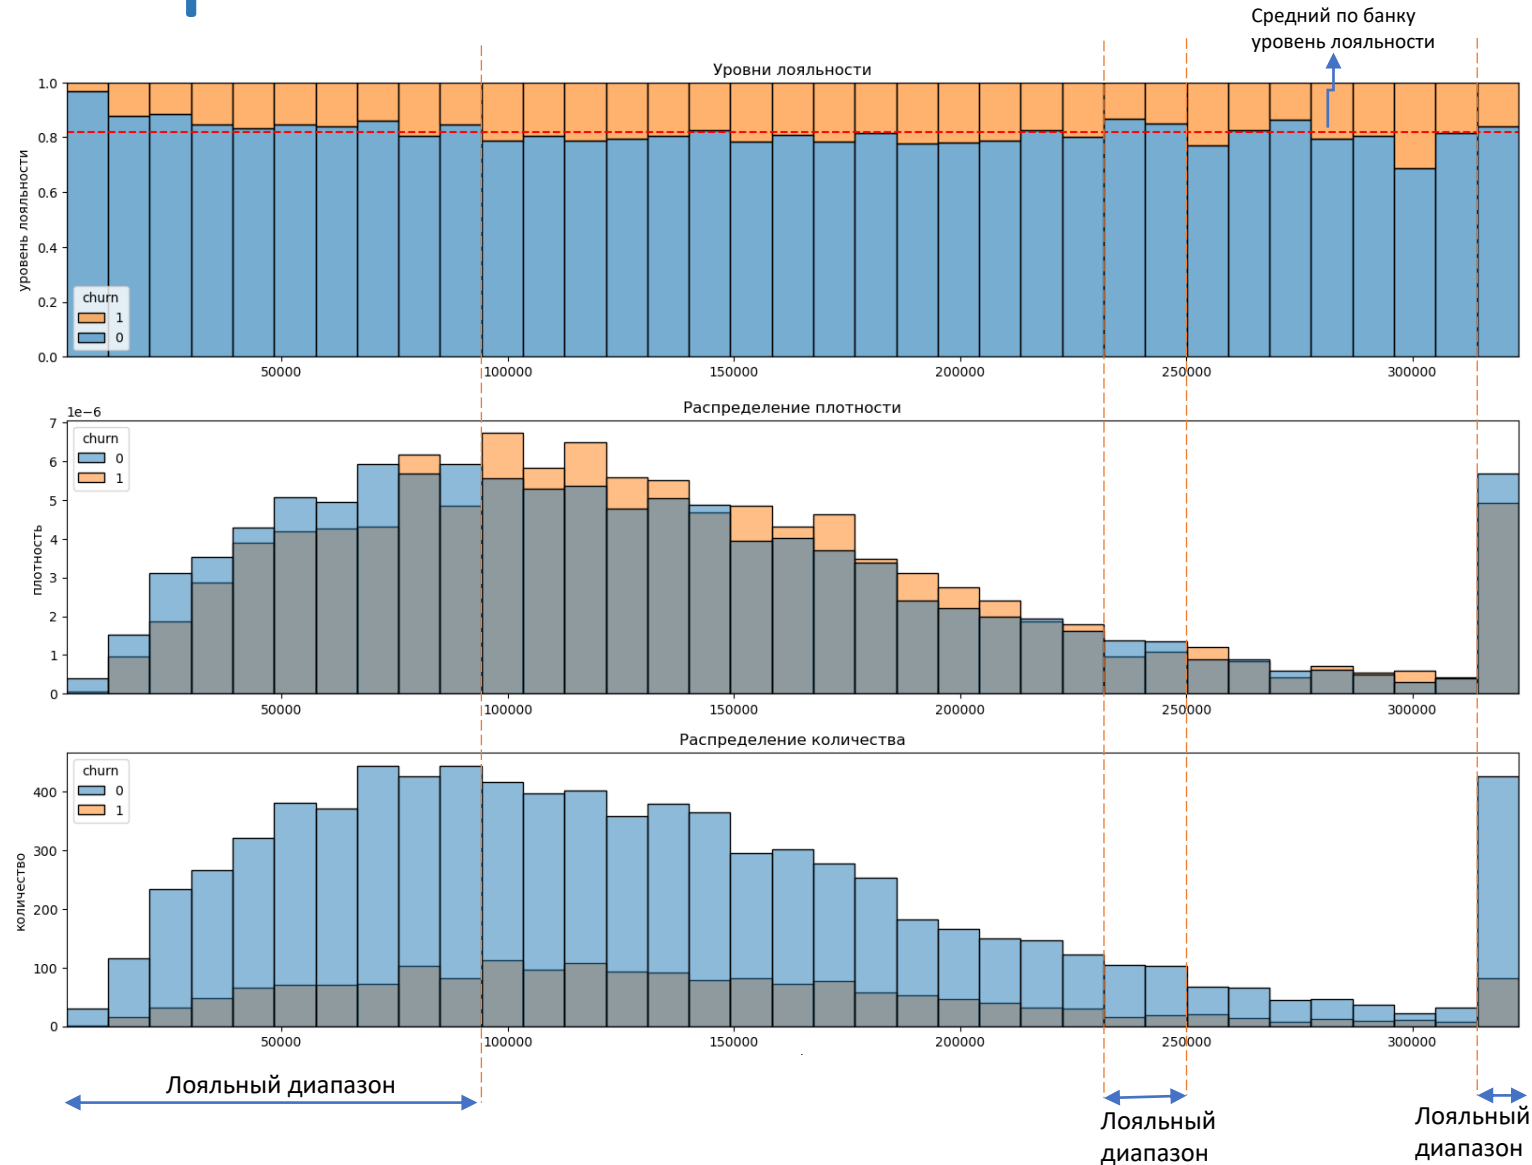 Средний по банку
уровень лояльности
Уровни лояльности
уровень лояльности
1.0
0.8
0.6
0.4
0.2
0.0
churn
1
0
50000 100000 150000 200000 250000 300000
1e−6
Распределение плотности
плотность
7
6
5
4
3
2
1
0
churn
0
1
50000 100000 150000 200000 250000 300000
Распределение количества
количество
400
300
200
100
0
churn
0
1
50000 100000 150000 200000 250000 300000
Лояльный диапазон
Лояльный
диапазон
Лояльный
диапазон